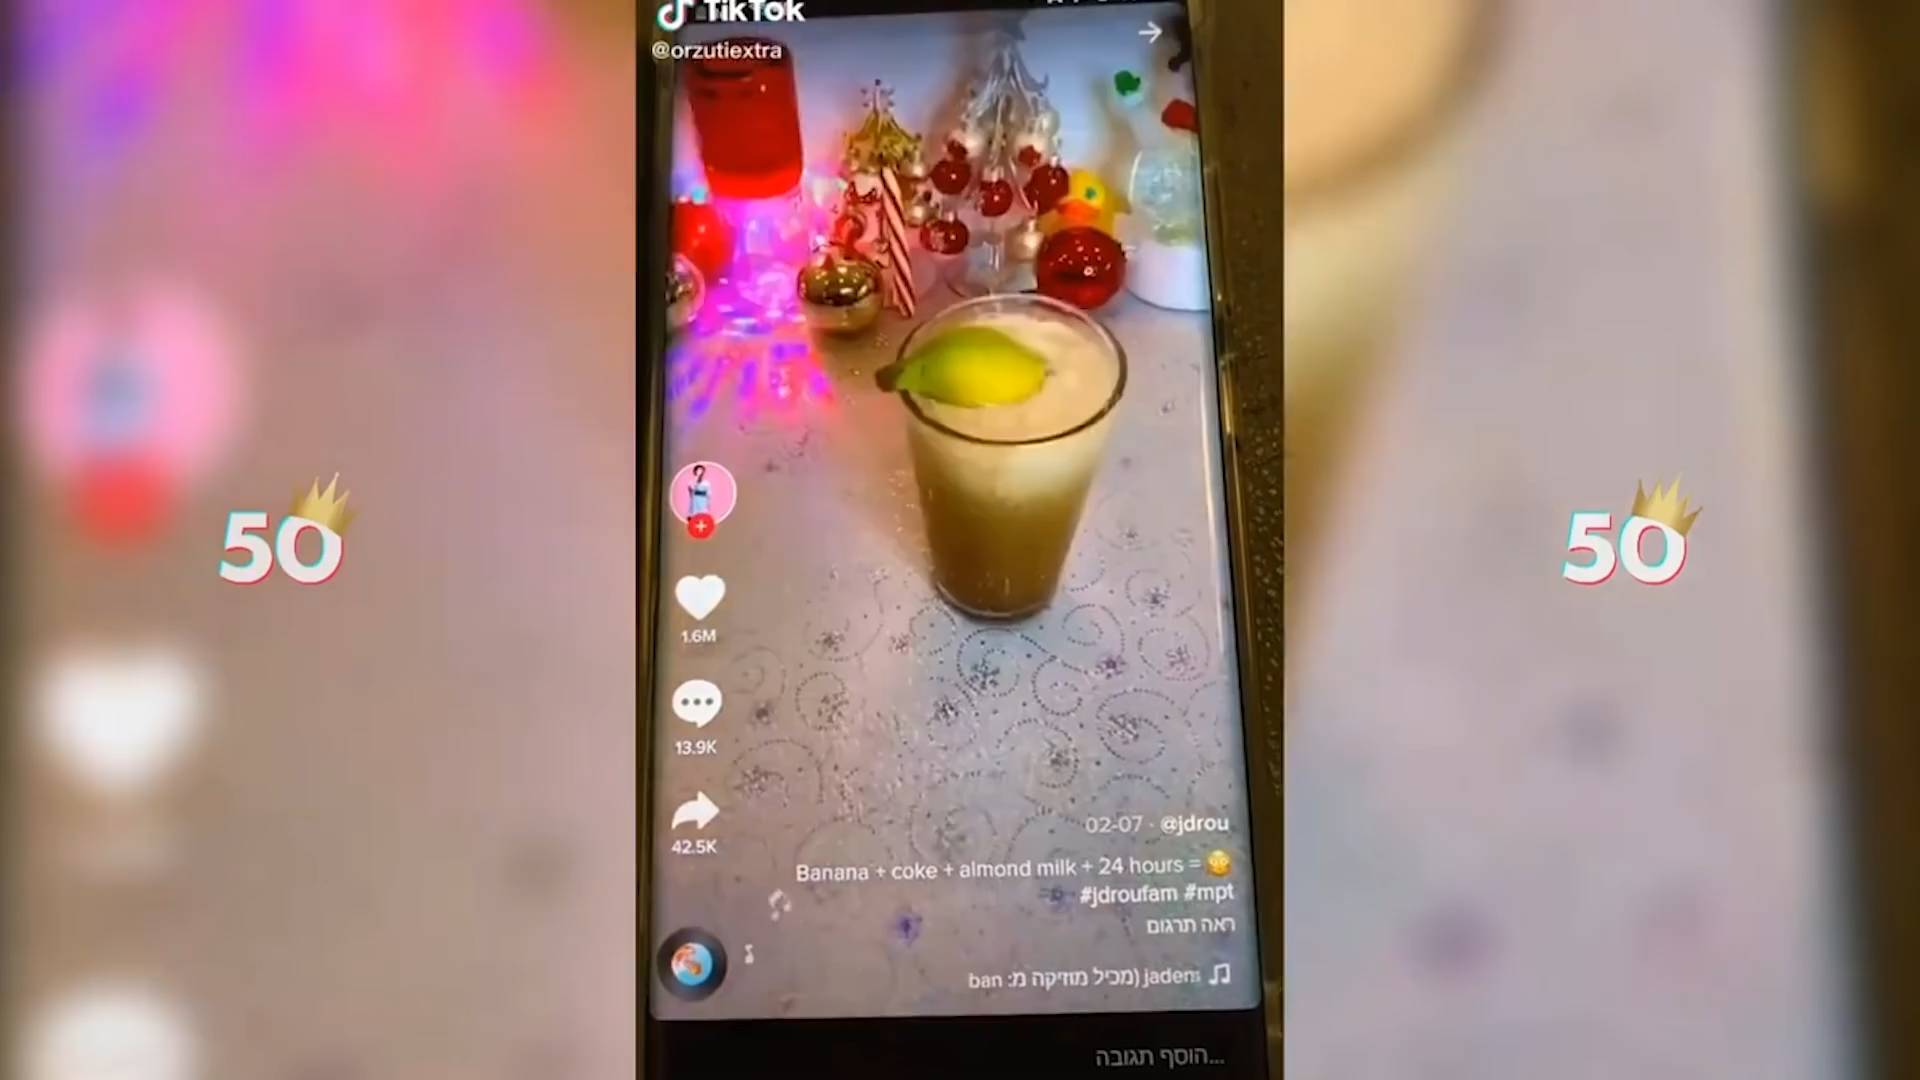 TikTok
@orzutiextra
50
50
1.6M
13.9K
42.5K
02-07 · @jdrou
Banana + coke + almond milk + 24 hours =
#jdroufam #mpt
ראה תרגום
jadem (מכיל מוזיקה מ: ban
הוסף תגובה...